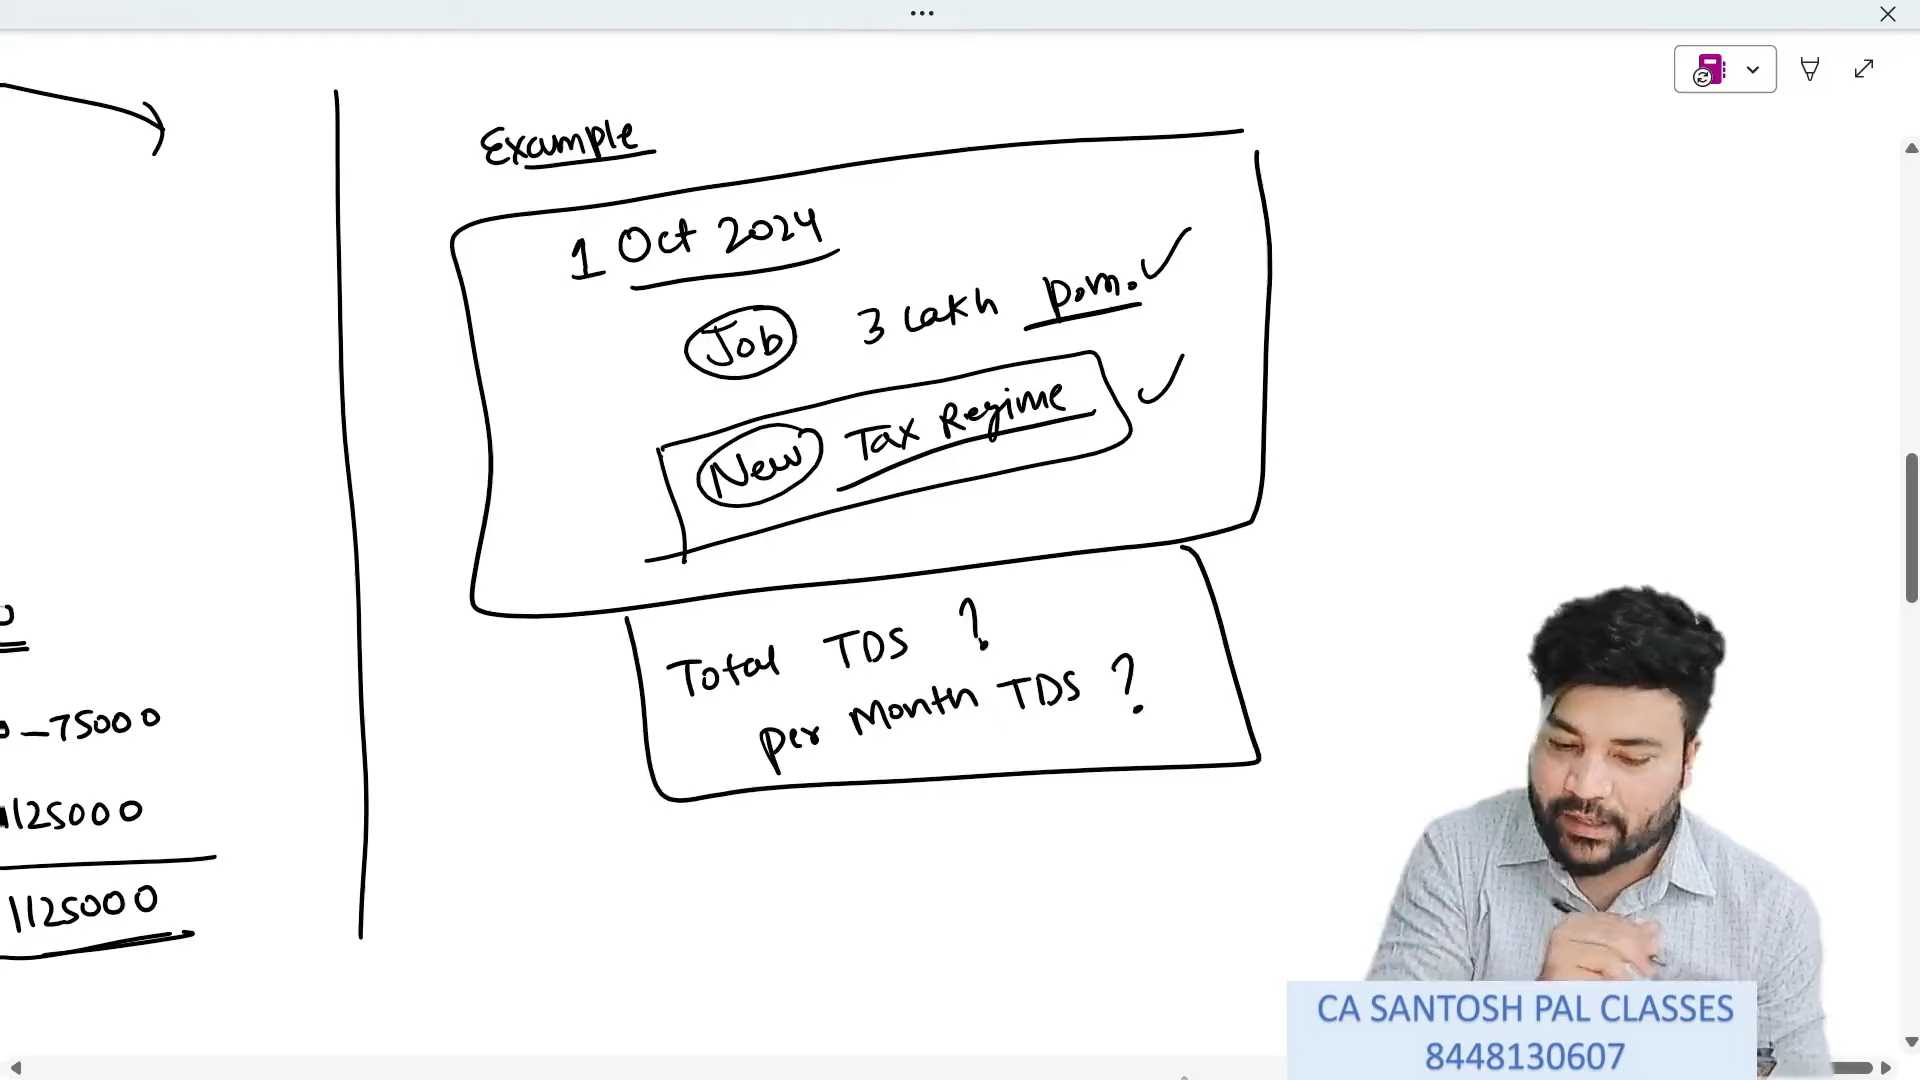 Example
1 Oct 2024
Job 3 Lakh p.m.
New Tax Regime
Total TDS ?
per Month TDS ?
-75000
1125000
1125000
CA SANTOSH PAL CLASSES
8448130607